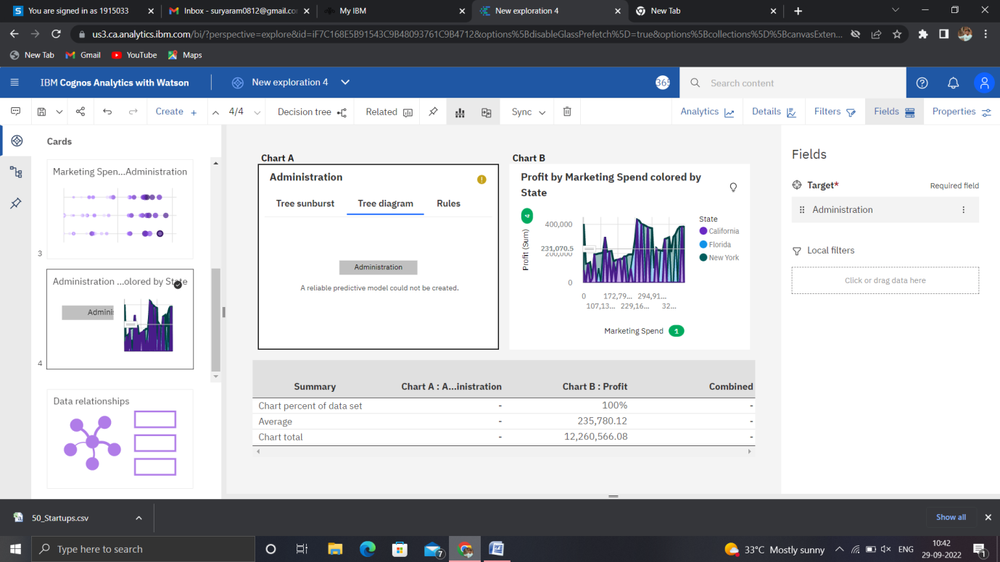 You are signed in as 1915033
Inbox - suryaram0812@gmail.co
My IBM
New exploration 4
New Tab
us3.ca.analytics.ibm.com/bi/?perspective=explore&id=iF7C168E5B91543C9B48093761C9B4712&options%5BdisableGlassPrefetch%5D=true&options%5Bcollections%5D%5BcanvasExten...
New Tab
Gmail
YouTube
Maps
IBM Cognos Analytics with Watson
New exploration 4
365
Search content
Create +
4/4
Decision tree
Related
Sync
Analytics
Details
Filters
Fields
Properties
Cards
Marketing Spen...Administration
3
Administration ...olored by State
Adminis
4
Data relationships
Chart A
Administration
Tree sunburst
Tree diagram
Rules
Administration
A reliable predictive model could not be created.
Chart B
Profit by Marketing Spend colored by
State
Profit (Sum)
400,000
231,070.5
200,000
0
0 172,79... 294,91...
107,13... 229,16... 32...
Marketing Spend 1
State
California
Florida
New York
Summary Chart A : A...inistration Chart B : Profit Combined
Chart percent of data set - 100% -
Average - 235,780.12 -
Chart total - 12,260,566.08 -
Fields
Target* Required field
Administration
Local filters
Click or drag data here
50_Startups.csv
Show all
Type here to search
7
33°C Mostly sunny
ENG
10:42
29-09-2022
1